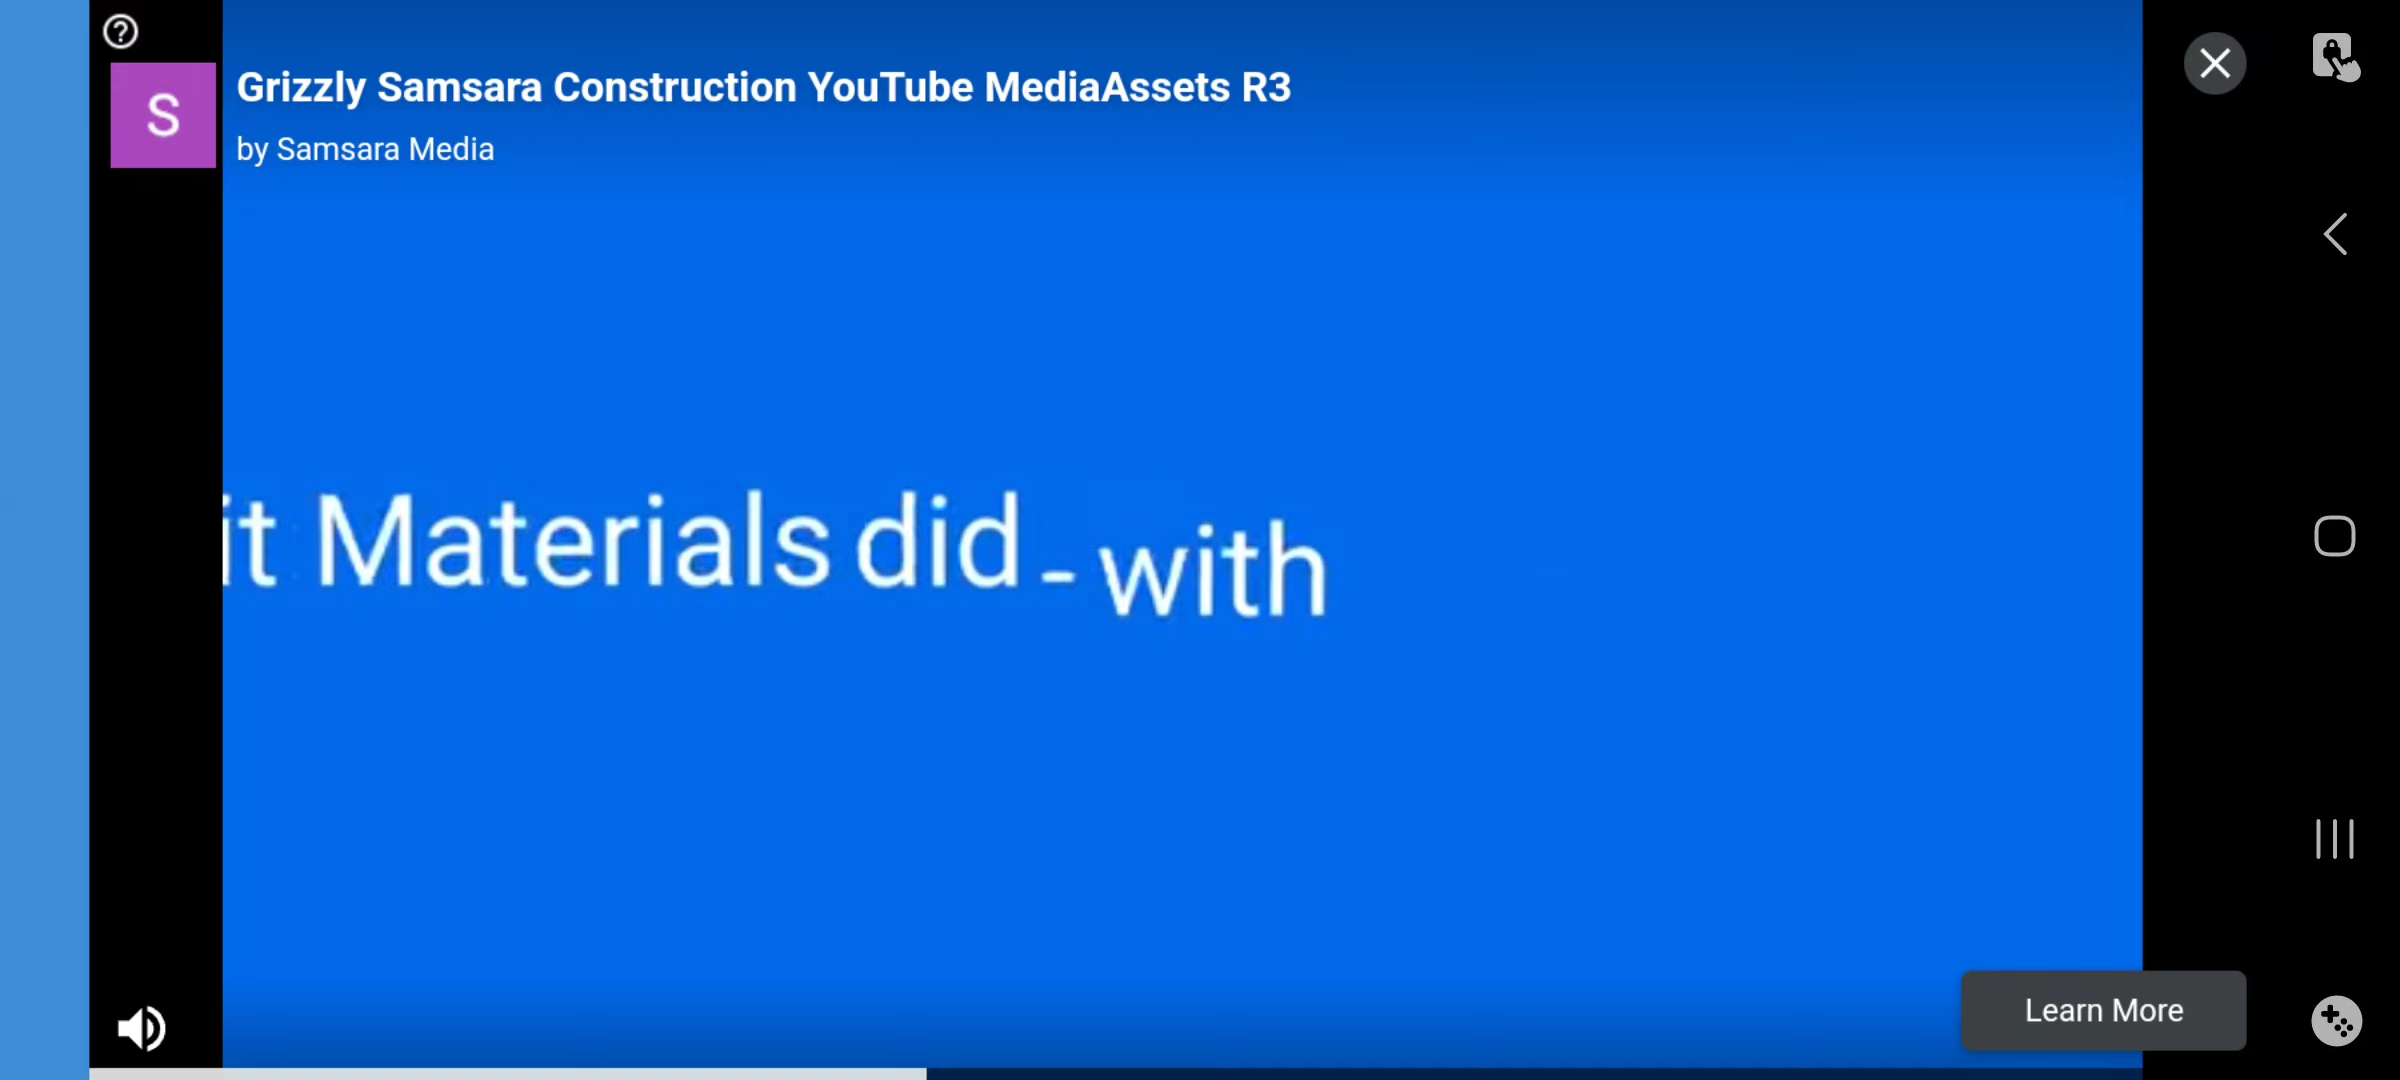 S
Grizzly Samsara Construction YouTube MediaAssets R3
by Samsara Media
it Materials did - with
Learn More